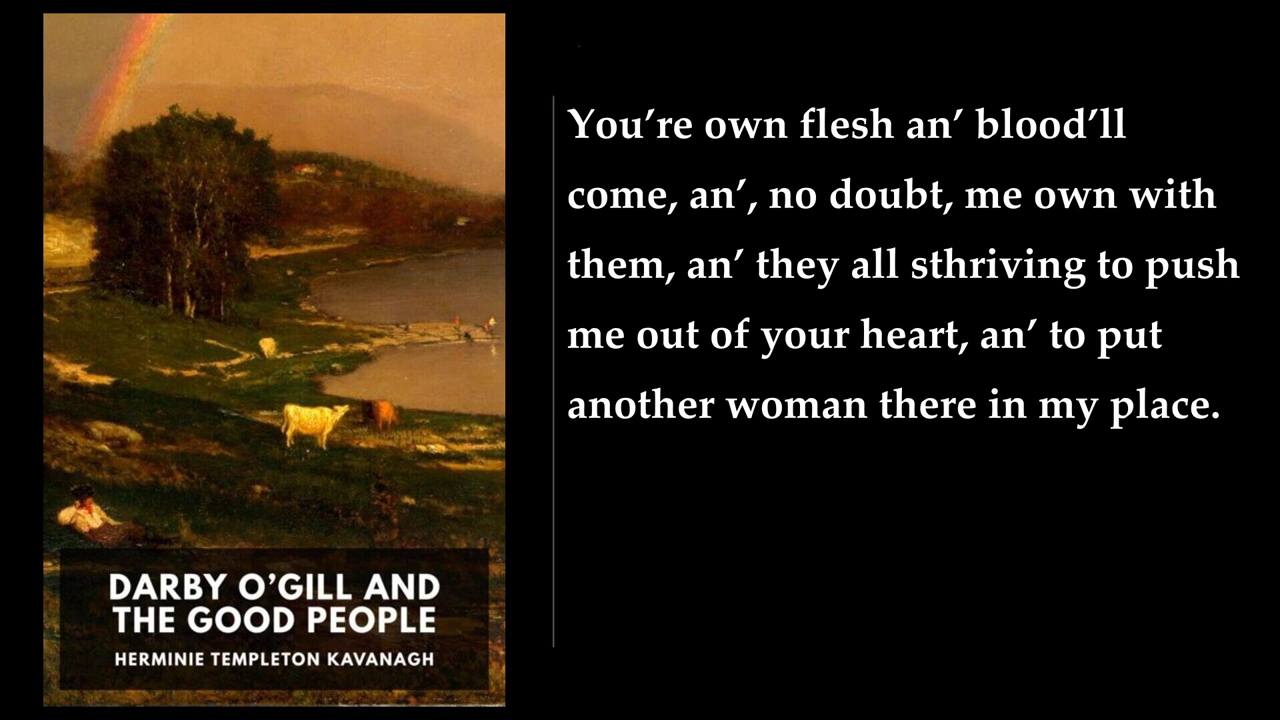 You’re own flesh an’ blood’ll
come, an’, no doubt, me own with
them, an’ they all sthriving to push
me out of your heart, an’ to put
another woman there in my place.
DARBY O’GILL AND
THE GOOD PEOPLE
HERMINIE TEMPLETON KAVANAGH